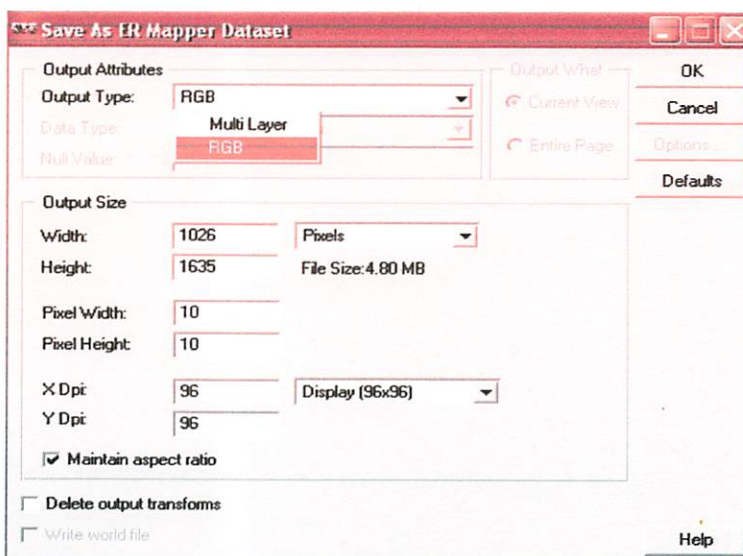 Save As ER Mapper Dataset
Output Attributes
Output Type: RGB
Multi Layer
RGB
Data Type:
Null Value:
Output What
Current View
Entire Page
OK
Cancel
Options...
Defaults
Output Size
Width: 1026 Pixels
Height: 1635 File Size:4.80 MB
Pixel Width: 10
Pixel Height: 10
X Dpi: 96 Display (96x96)
Y Dpi: 96
Maintain aspect ratio
Delete output transforms
Write world file
Help